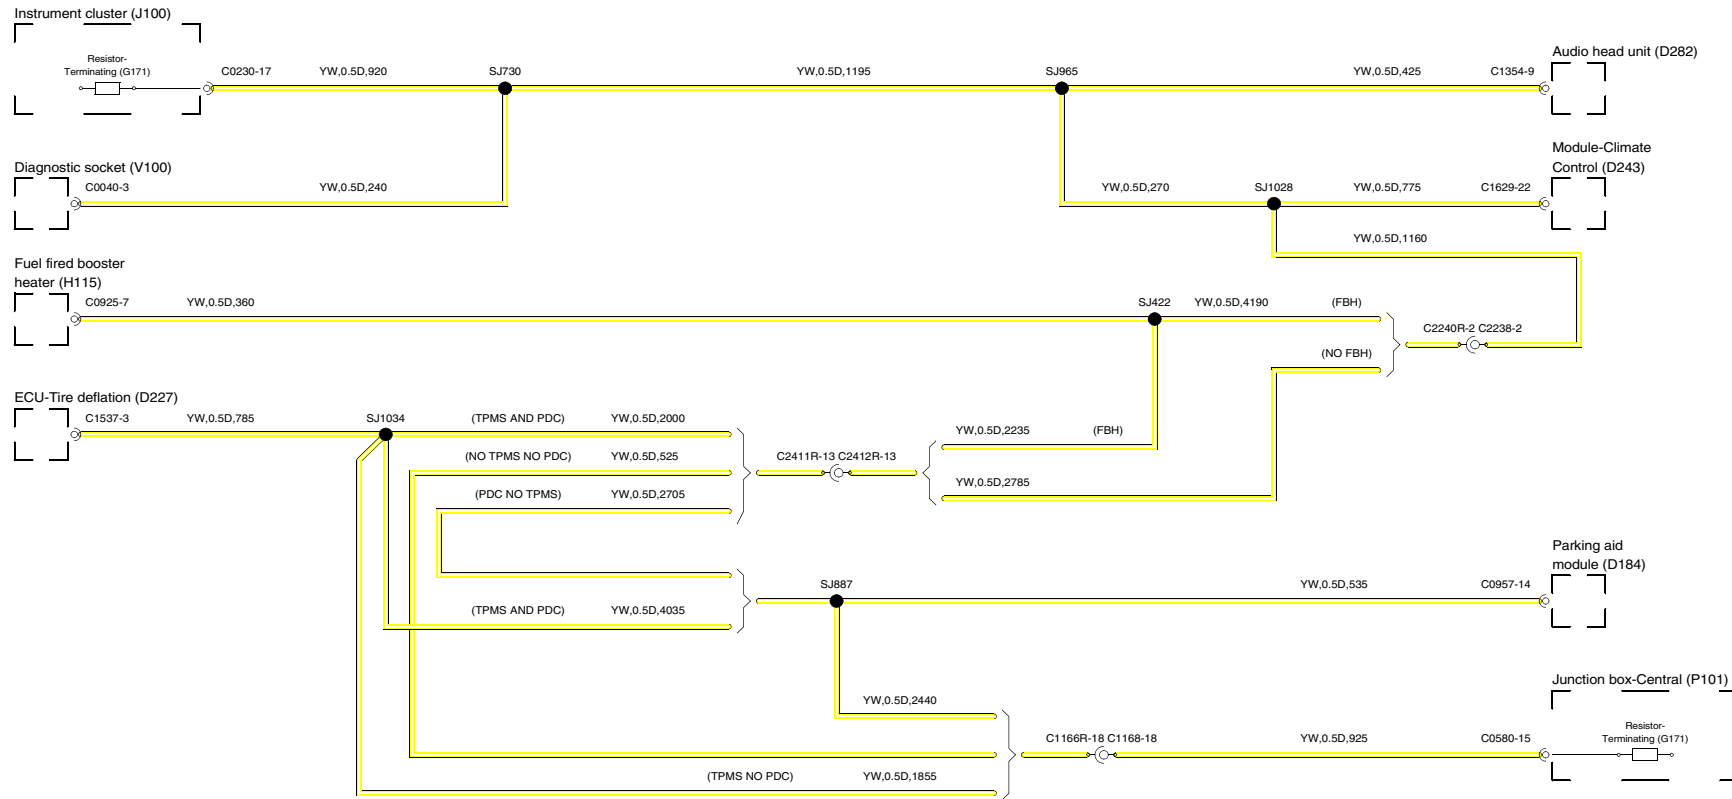 Instrument cluster (J100)
Resistor-
Terminating (G171)
C0230-17
YW,0.5D,920
SJ730
YW,0.5D,1195
SJ965
YW,0.5D,425
C1354-9
Audio head unit (D282)
Diagnostic socket (V100)
C0040-3
YW,0.5D,240
YW,0.5D,270
SJ1028
YW,0.5D,775
C1629-22
Module-Climate
Control (D243)
YW,0.5D,1160
Fuel fired booster
heater (H115)
C0925-7
YW,0.5D,360
SJ422
YW,0.5D,4190
(FBH)
C2240R-2 C2238-2
(NO FBH)
ECU-Tire deflation (D227)
C1537-3
YW,0.5D,785
SJ1034
(TPMS AND PDC)
YW,0.5D,2000
YW,0.5D,2235
(FBH)
(NO TPMS NO PDC)
YW,0.5D,525
C2411R-13 C2412R-13
YW,0.5D,2785
(PDC NO TPMS)
YW,0.5D,2705
SJ887
YW,0.5D,535
C0957-14
Parking aid
module (D184)
(TPMS AND PDC)
YW,0.5D,4035
YW,0.5D,2440
C1166R-18 C1168-18
YW,0.5D,925
C0580-15
Junction box-Central (P101)
Resistor-
Terminating (G171)
(TPMS NO PDC)
YW,0.5D,1855